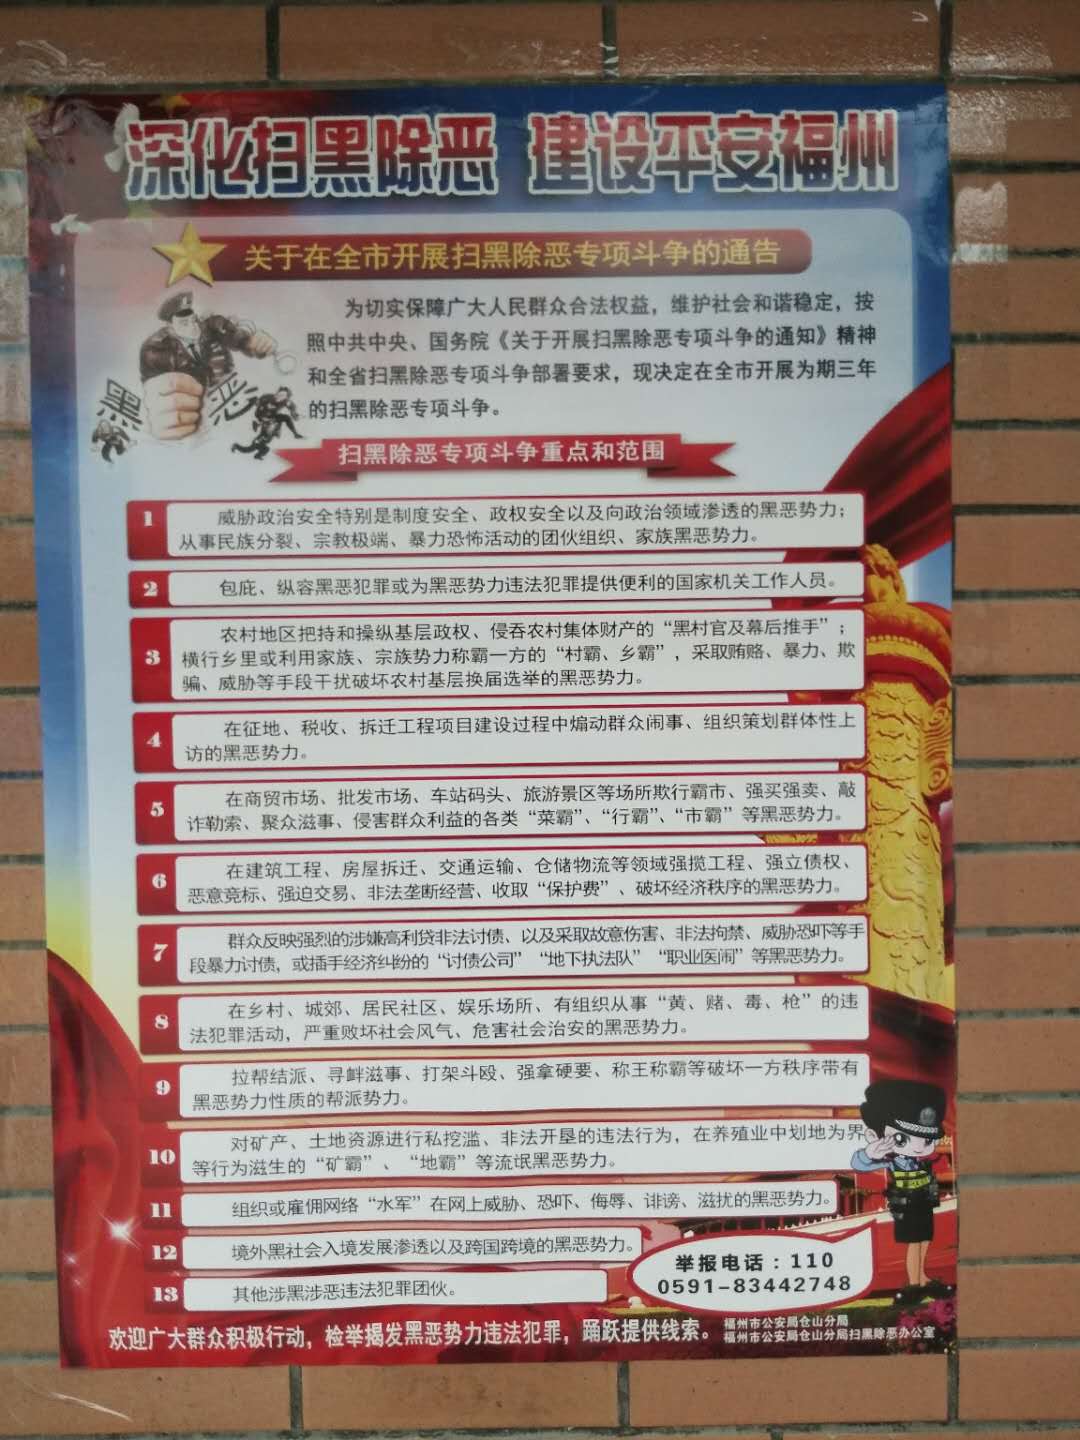 深化扫黑除恶 建设平安福州
关于在全市开展扫黑除恶专项斗争的通告
为切实保障广大人民群众合法权益，维护社会和谐稳定，按
照中共中央、国务院《关于开展扫黑除恶专项斗争的通知》精神
和全省扫黑除恶专项斗争部署要求，现决定在全市开展为期三年
的扫黑除恶专项斗争。
黑 恶
扫黑除恶专项斗争重点和范围
1 威胁政治安全特别是制度安全、政权安全以及向政治领域渗透的黑恶势力；
从事民族分裂、宗教极端、暴力恐怖活动的团伙组织、家族黑恶势力。
2 包庇、纵容黑恶犯罪或为黑恶势力违法犯罪提供便利的国家机关工作人员。
3 农村地区把持和操纵基层政权、侵吞农村集体财产的“黑村官及幕后推手”；
横行乡里或利用家族、宗族势力称霸一方的“村霸、乡霸”，采取贿赂、暴力、欺
骗、威胁等手段干扰破坏农村基层换届选举的黑恶势力。
4 在征地、税收、拆迁工程项目建设过程中煽动群众闹事、组织策划群体性上
访的黑恶势力。
5 在商贸市场、批发市场、车站码头、旅游景区等场所欺行霸市、强买强卖、敲
诈勒索、聚众滋事、侵害群众利益的各类“菜霸”、“行霸”、“市霸”等黑恶势力。
6 在建筑工程、房屋拆迁、交通运输、仓储物流等领域强揽工程、强立债权、
恶意竞标、强迫交易、非法垄断经营、收取“保护费”、破坏经济秩序的黑恶势力。
7 群众反映强烈的涉嫌高利贷非法讨债、以及采取故意伤害、非法拘禁、威胁恐吓等手
段暴力讨债，或插手经济纠纷的“讨债公司”“地下执法队”“职业医闹”等黑恶势力。
8 在乡村、城郊、居民社区、娱乐场所、有组织从事“黄、赌、毒、枪”的违
法犯罪活动，严重败坏社会风气、危害社会治安的黑恶势力。
9 拉帮结派、寻衅滋事、打架斗殴、强拿硬要、称王称霸等破坏一方秩序带有
黑恶势力性质的帮派势力。
10 对矿产、土地资源进行私挖滥、非法开垦的违法行为，在养殖业中划地为界
等行为滋生的“矿霸”、“地霸”等流氓黑恶势力。
11 组织或雇佣网络“水军”在网上威胁、恐吓、侮辱、诽谤、滋扰的黑恶势力。
12 境外黑社会入境发展渗透以及跨国跨境的黑恶势力。
13 其他涉黑涉恶违法犯罪团伙。
举报电话：110
0591-83442748
欢迎广大群众积极行动，检举揭发黑恶势力违法犯罪，踊跃提供线索。
福州市公安局仓山分局
福州市公安局仓山分局扫黑除恶办公室